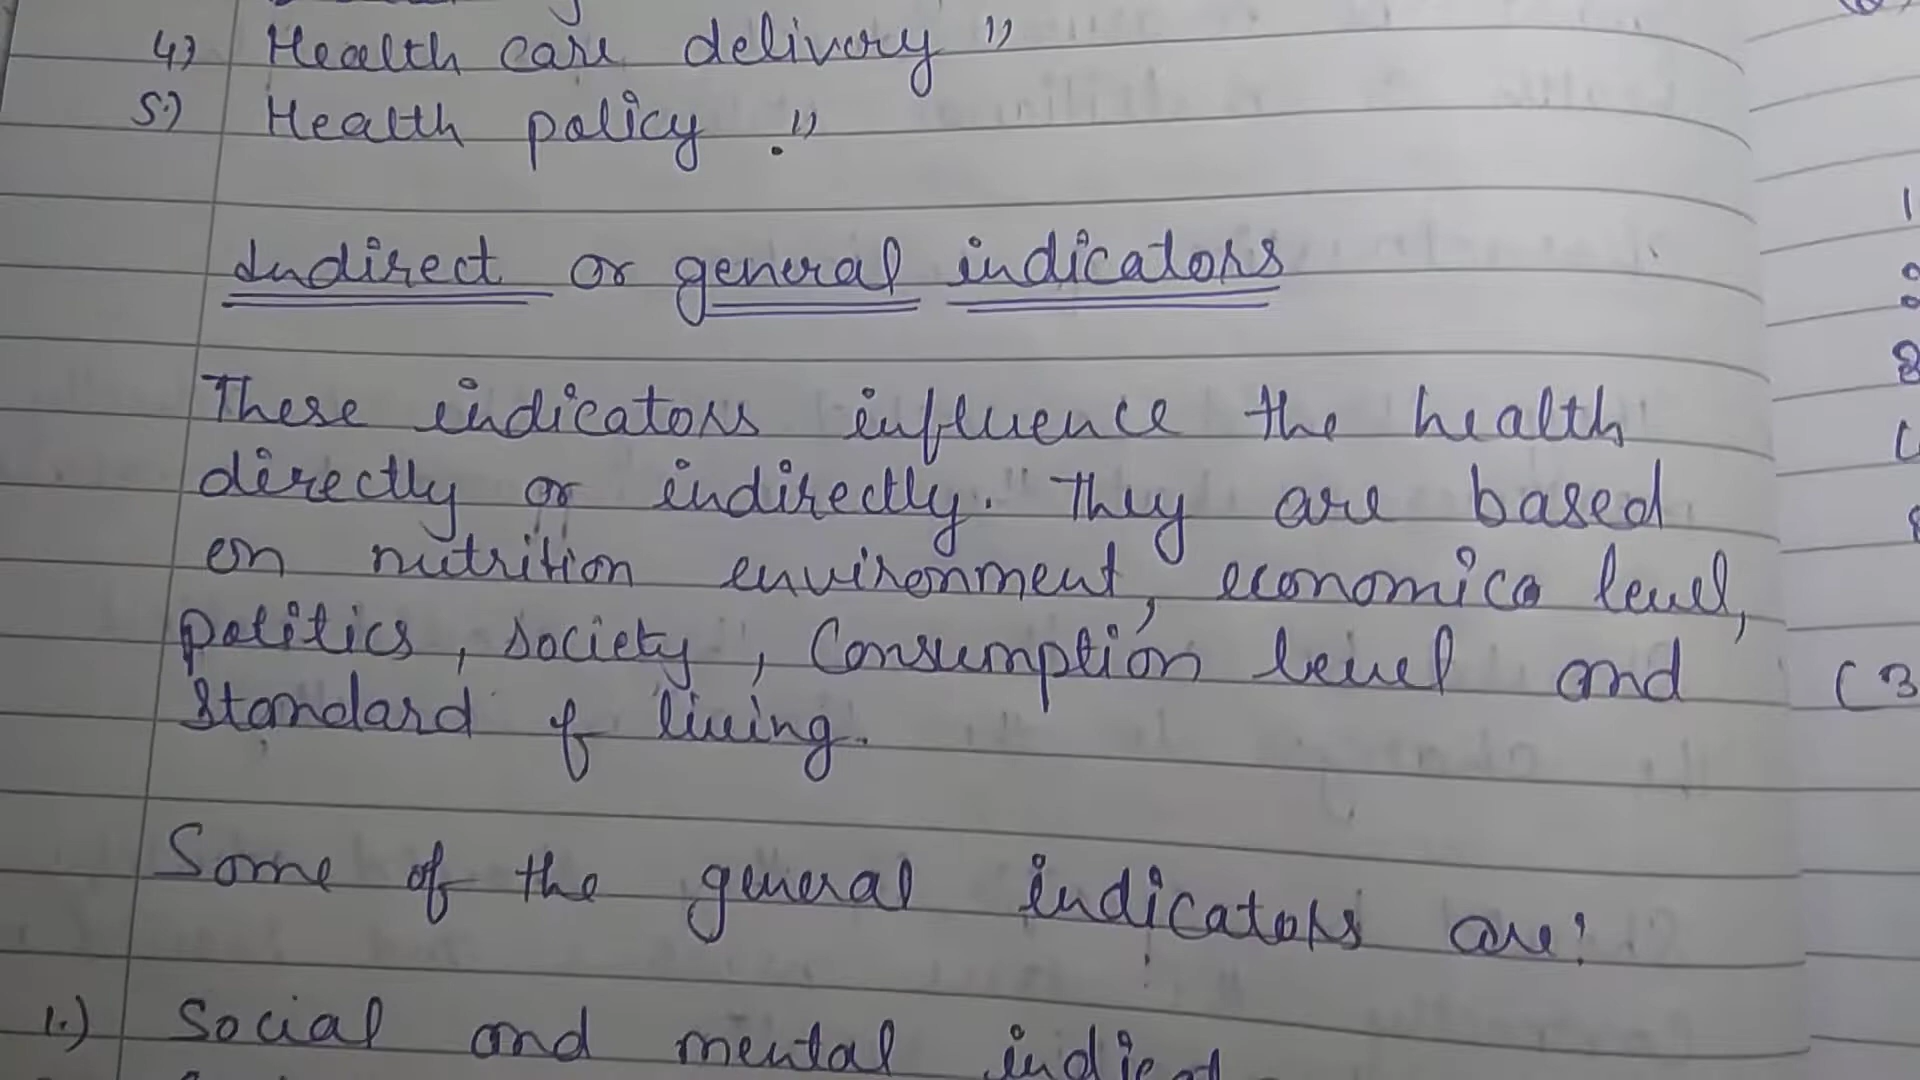 4) Health care delivery "
5.) Health policy . "
Indirect or general indicators
These indicators influence the health
directly or indirectly. They are based
on nutrition environment, economica level,
politics, society, Consumption level and
standard of living.
Some of the general indicators are:
1.) Social and mental indicat